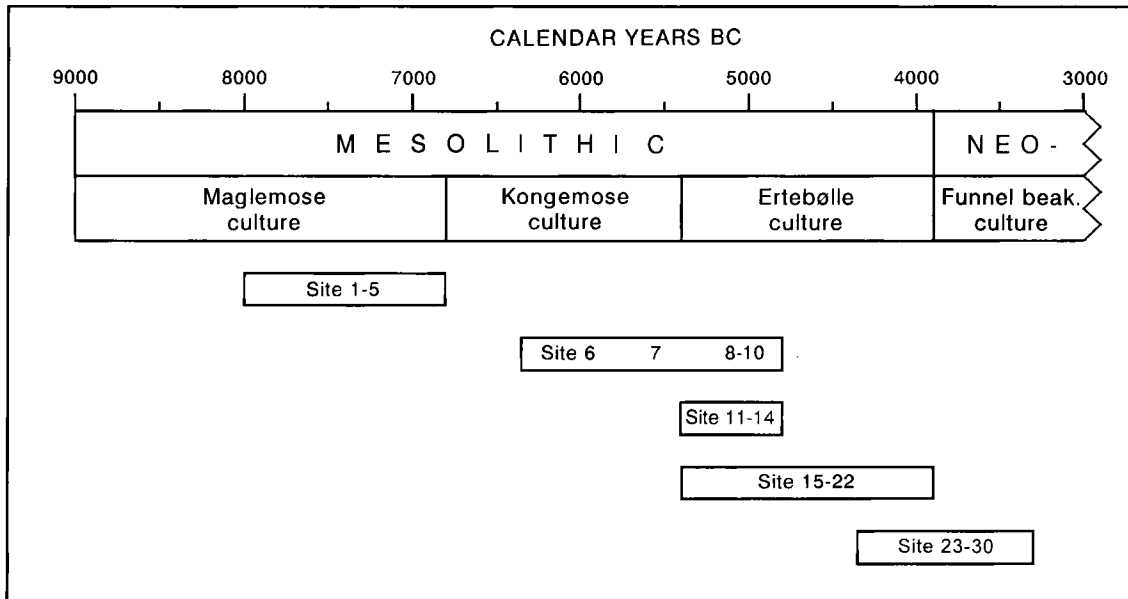 CALENDAR YEARS BC
9000 8000 7000 6000 5000 4000 3000
MESOLITHIC NEO-
Maglemose culture Kongemose culture Ertebølle culture Funnel beak. culture
Site 1-5
Site 6 7 8-10
Site 11-14
Site 15-22
Site 23-30